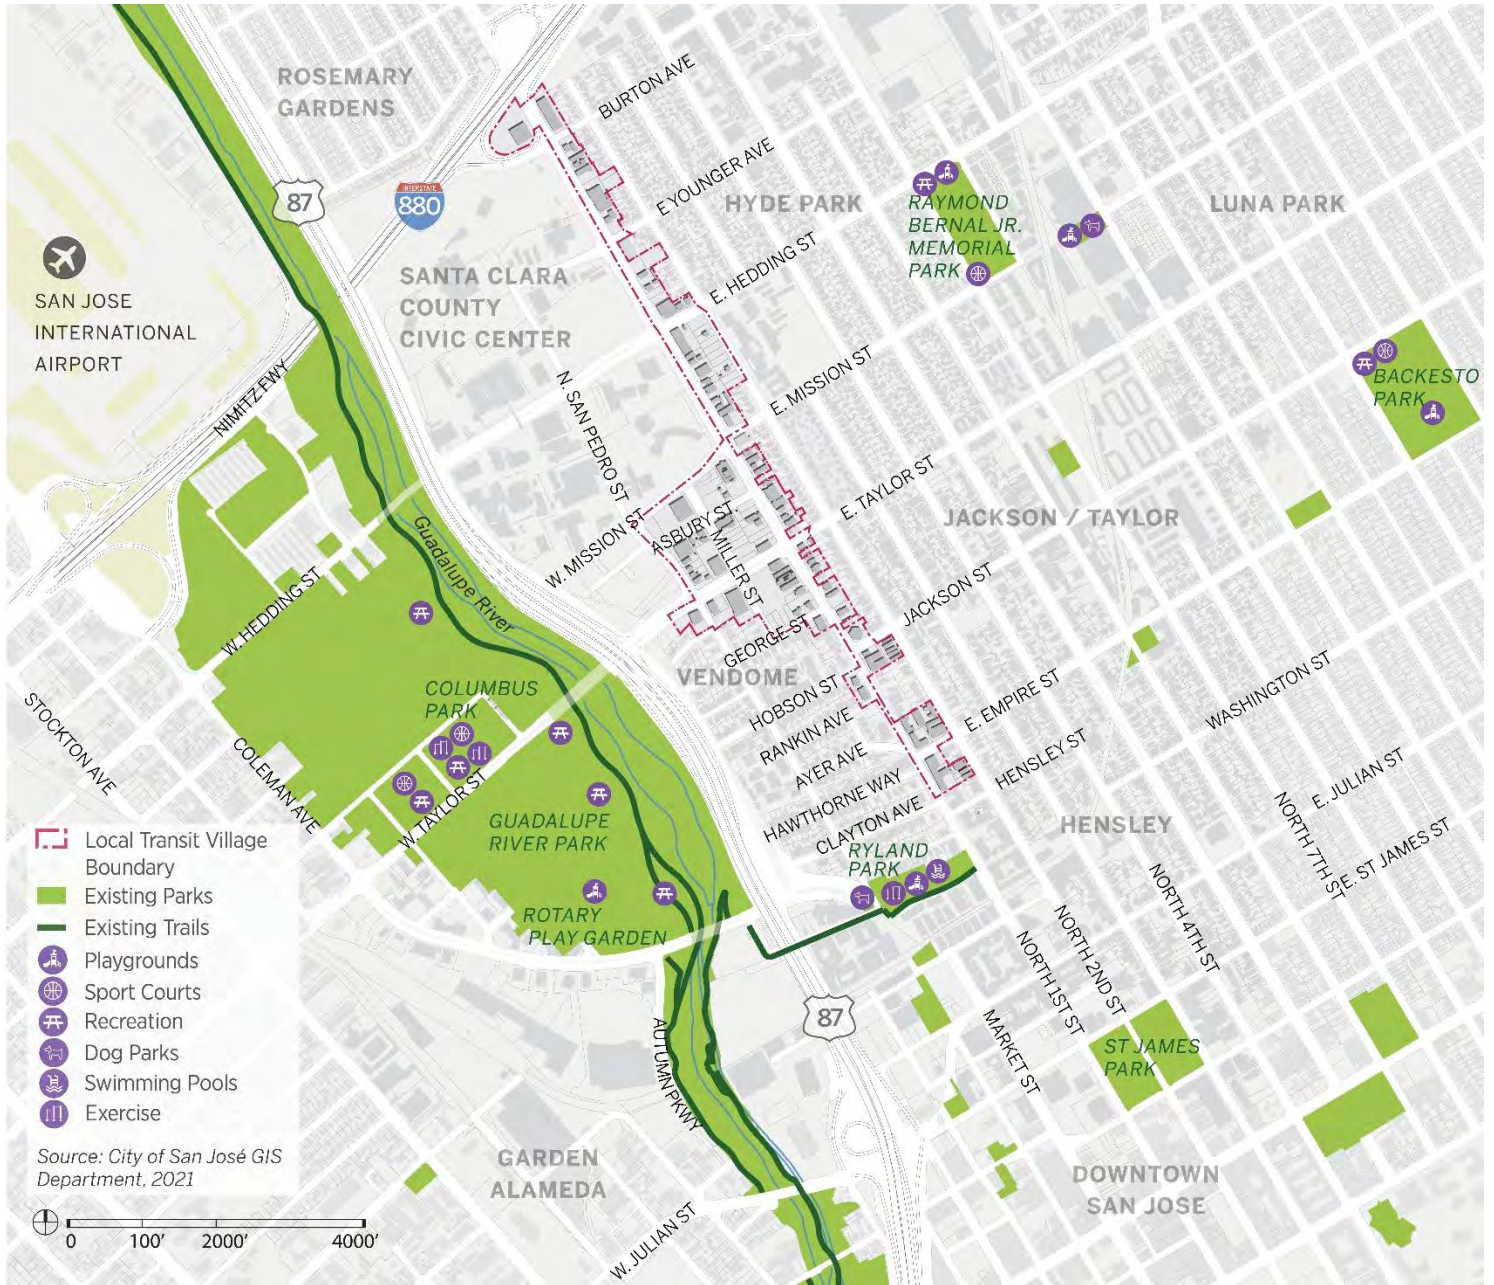 ROSEMARY
GARDENS
BURTON AVE
E YOUNGER AVE
87
INTERSTATE
880
HYDE PARK
RAYMOND
BERNAL JR.
MEMORIAL
PARK
LUNA PARK
SAN JOSE
INTERNATIONAL
AIRPORT
SANTA CLARA
COUNTY
CIVIC CENTER
E. HEDDING ST
NIMITZ FWY
N. SAN PEDRO ST
E. MISSION ST
BACKESTO
PARK
E. TAYLOR ST
JACKSON / TAYLOR
Guadalupe River
W. MISSION ST
ASBURY ST.
MILLER ST
W. HEDDING ST
JACKSON ST
GEORGE ST
VENDOME
STOCKTON AVE
COLUMBUS
PARK
HOBSON ST
E. EMPIRE ST
WASHINGTON ST
RANKIN AVE
COLEMAN AVE
AYER AVE
HENSLEY ST
W. TAYLOR ST
HAWTHORNE WAY
E. JULIAN ST
GUADALUPE
RIVER PARK
CLAYTON AVE
HENSLEY
NORTH 7TH ST
E. ST JAMES ST
RYLAND
PARK
NORTH 4TH ST
ROTARY
PLAY GARDEN
NORTH 2ND ST
NORTH 1ST ST
87
MARKET ST
AUTUMN PKWY
ST JAMES
PARK
GARDEN
ALAMEDA
DOWNTOWN
SAN JOSE
W. JULIAN ST
Local Transit Village
Boundary
Existing Parks
Existing Trails
Playgrounds
Sport Courts
Recreation
Dog Parks
Swimming Pools
Exercise
Source: City of San José GIS
Department, 2021
0 100' 2000' 4000'